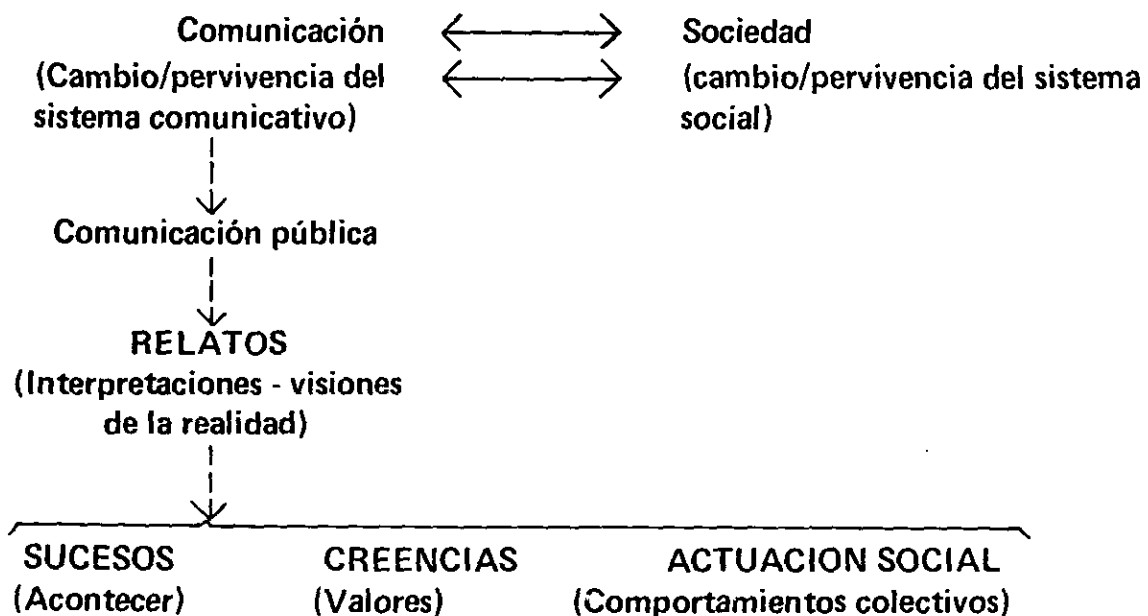 Comunicación Sociedad
(Cambio/pervivencia del (cambio/pervivencia del sistema
sistema comunicativo) social)
Comunicación pública
RELATOS
(Interpretaciones - visiones
de la realidad)
SUCESOS CREENCIAS ACTUACION SOCIAL
(Acontecer) (Valores) (Comportamientos colectivos)